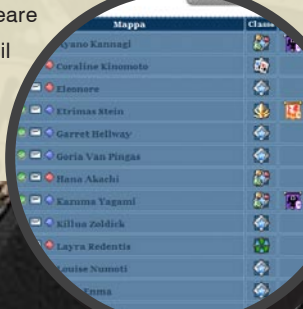 eare
il
Mappa Class
Ayano Kannagi
Coraline Kinomoto
Eleonore
Etrimas Stein
Garret Hellway
Goria Van Pingas
Hana Akachi
Karuma Yagami
Killua Zoldick
Layra Redentis
Louise Numoti
Enma